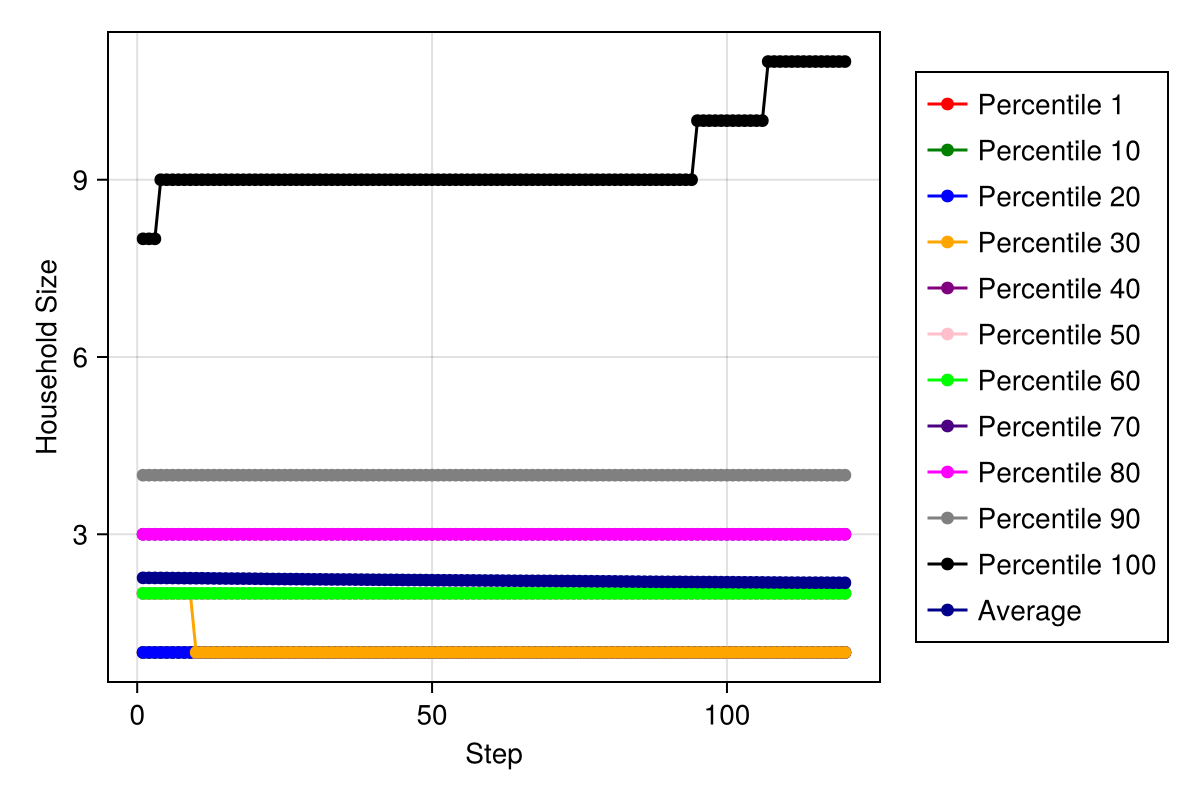 9
6
3
Household Size
0
50
100
Step
Percentile 1
Percentile 10
Percentile 20
Percentile 30
Percentile 40
Percentile 50
Percentile 60
Percentile 70
Percentile 80
Percentile 90
Percentile 100
Average